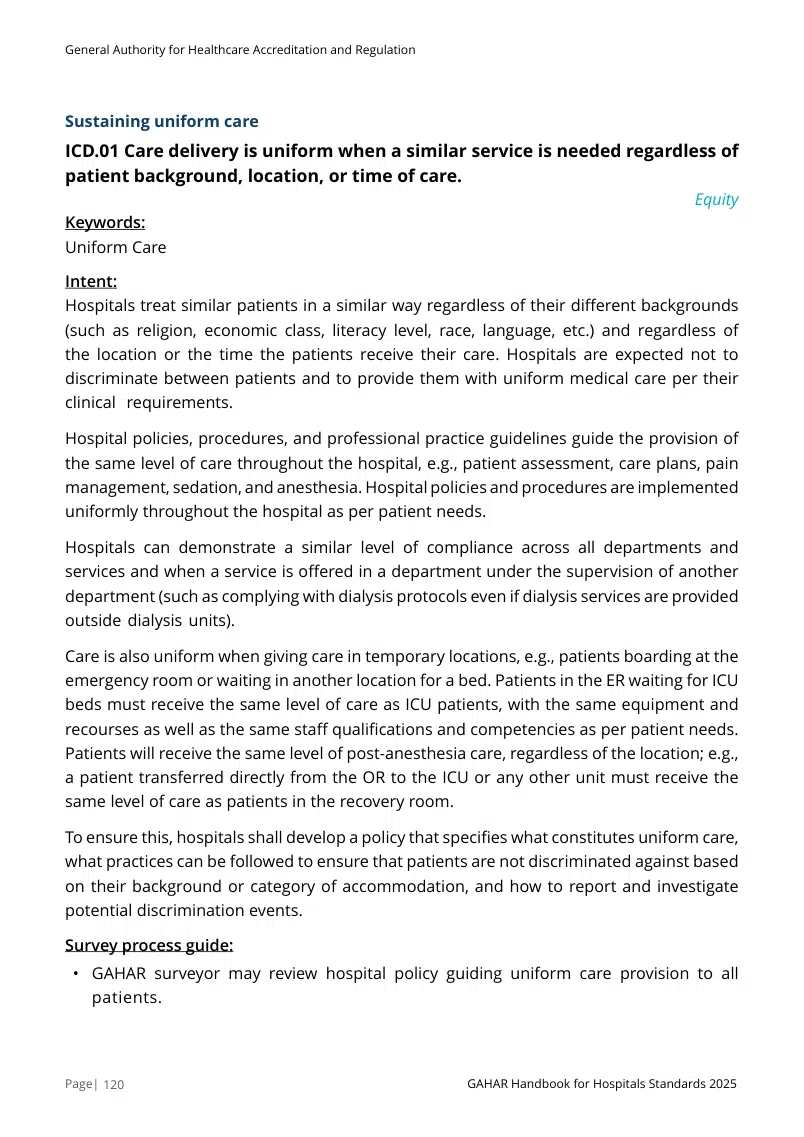 General Authority for Healthcare Accreditation and Regulation
Sustaining uniform care
ICD.01 Care delivery is uniform when a similar service is needed regardless of
patient background, location, or time of care.
Equity
Keywords:
Uniform Care
Intent:
Hospitals treat similar patients in a similar way regardless of their different backgrounds
(such as religion, economic class, literacy level, race, language, etc.) and regardless of
the location or the time the patients receive their care. Hospitals are expected not to
discriminate between patients and to provide them with uniform medical care per their
clinical requirements.
Hospital policies, procedures, and professional practice guidelines guide the provision of
the same level of care throughout the hospital, e.g., patient assessment, care plans, pain
management, sedation, and anesthesia. Hospital policies and procedures are implemented
uniformly throughout the hospital as per patient needs.
Hospitals can demonstrate a similar level of compliance across all departments and
services and when a service is offered in a department under the supervision of another
department (such as complying with dialysis protocols even if dialysis services are provided
outside dialysis units).
Care is also uniform when giving care in temporary locations, e.g., patients boarding at the
emergency room or waiting in another location for a bed. Patients in the ER waiting for ICU
beds must receive the same level of care as ICU patients, with the same equipment and
recourses as well as the same staff qualifications and competencies as per patient needs.
Patients will receive the same level of post-anesthesia care, regardless of the location; e.g.,
a patient transferred directly from the OR to the ICU or any other unit must receive the
same level of care as patients in the recovery room.
To ensure this, hospitals shall develop a policy that specifies what constitutes uniform care,
what practices can be followed to ensure that patients are not discriminated against based
on their background or category of accommodation, and how to report and investigate
potential discrimination events.
Survey process guide:
• GAHAR surveyor may review hospital policy guiding uniform care provision to all
patients.
Page| 120
GAHAR Handbook for Hospitals Standards 2025